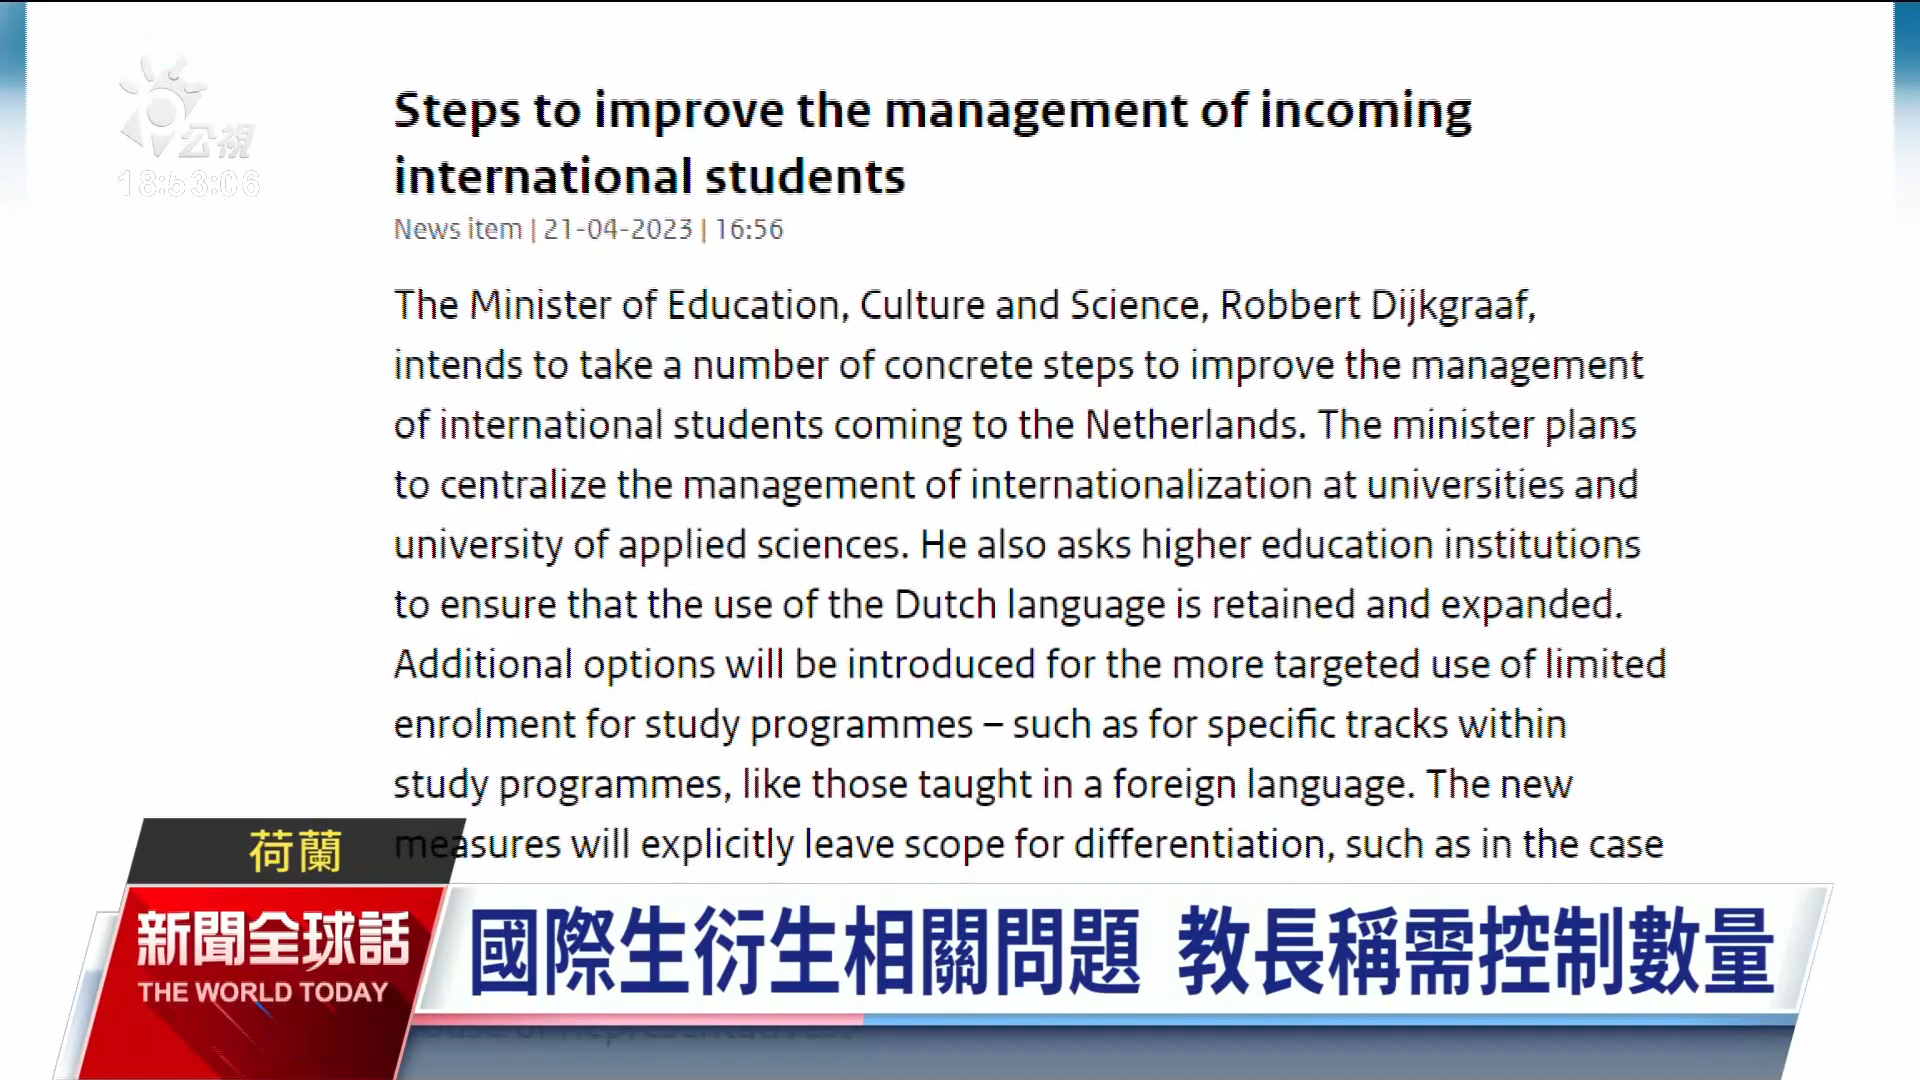 公視
18:53:06
Steps to improve the management of incoming
international students
News item | 21-04-2023 | 16:56
The Minister of Education, Culture and Science, Robbert Dijkgraaf,
intends to take a number of concrete steps to improve the management
of international students coming to the Netherlands. The minister plans
to centralize the management of internationalization at universities and
university of applied sciences. He also asks higher education institutions
to ensure that the use of the Dutch language is retained and expanded.
Additional options will be introduced for the more targeted use of limited
enrolment for study programmes – such as for specific tracks within
study programmes, like those taught in a foreign language. The new
measures will explicitly leave scope for differentiation, such as in the case
荷蘭
新聞全球話
THE WORLD TODAY
國際生衍生相關問題 教長稱需控制數量